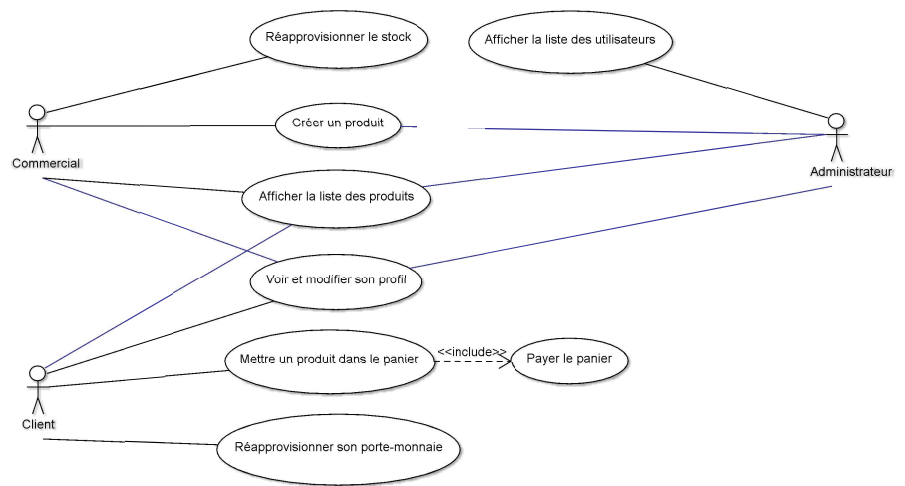 Réapprovisionner le stock
Afficher la liste des utilisateurs
Créer un produit
Commercial
Administrateur
Afficher la liste des produits
Voir et modifier son profil
Mettre un produit dans le panier
<<include>>
Payer le panier
Client
Réapprovisionner son porte-monnaie